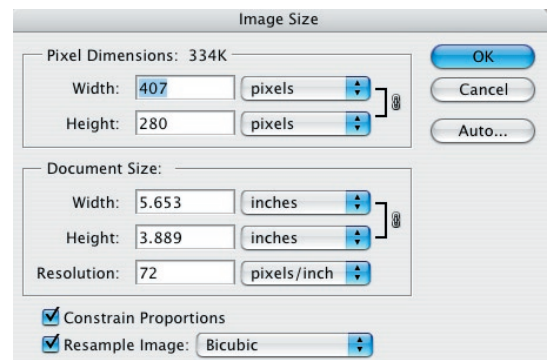 Image Size
Pixel Dimensions: 334K
OK
Width: 407 pixels
Cancel
Height: 280 pixels
Auto...
Document Size:
Width: 5.653 inches
Height: 3.889 inches
Resolution: 72 pixels/inch
Constrain Proportions
Resample Image: Bicubic